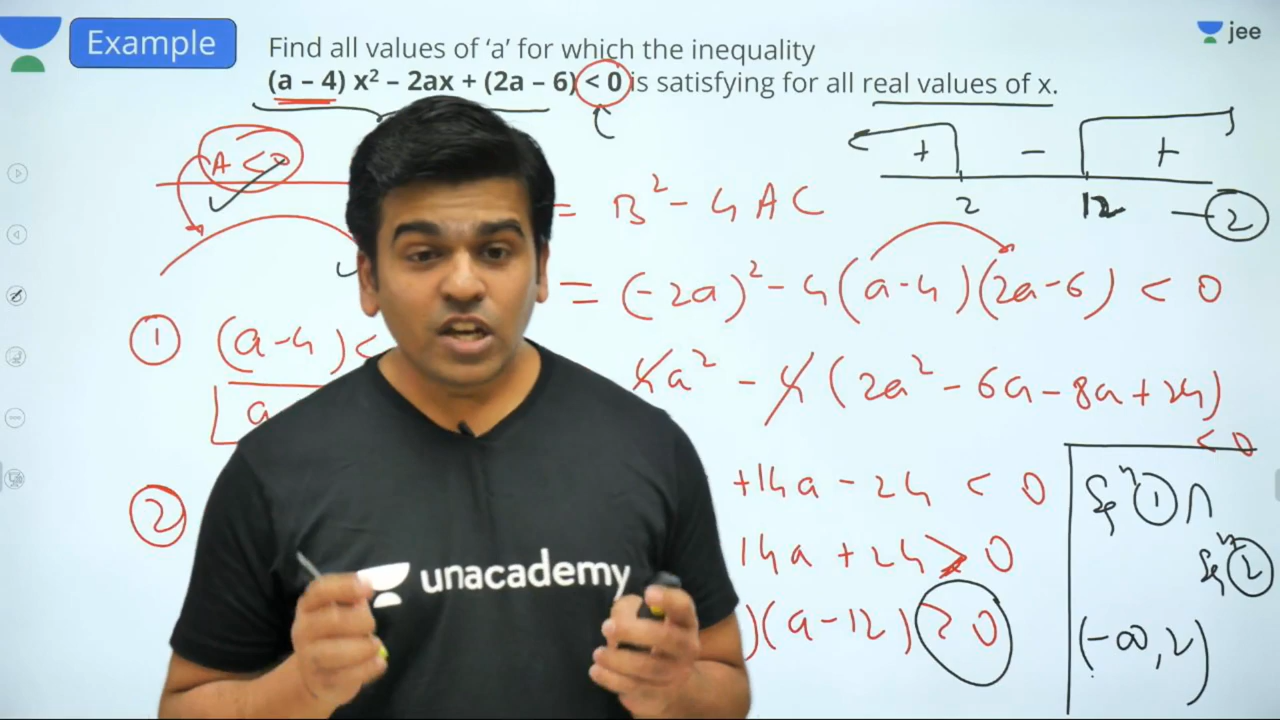 Example
jee
Find all values of 'a' for which the inequality
(a – 4) x² – 2ax + (2a – 6) < 0 is satisfying for all real values of x.
A < 0
+ – +
2 12
2
= B² - 4AC
= (-2a)² - 4(a-4)(2a-6) < 0
1 (a-4) <
4a² - 4(2a² - 6a - 8a + 24)
< 0
a
2
+14a - 24 < 0
14a + 24 > 0
)(a-12) > 0
1 ∩
2
(-∞, 2)
unacademy